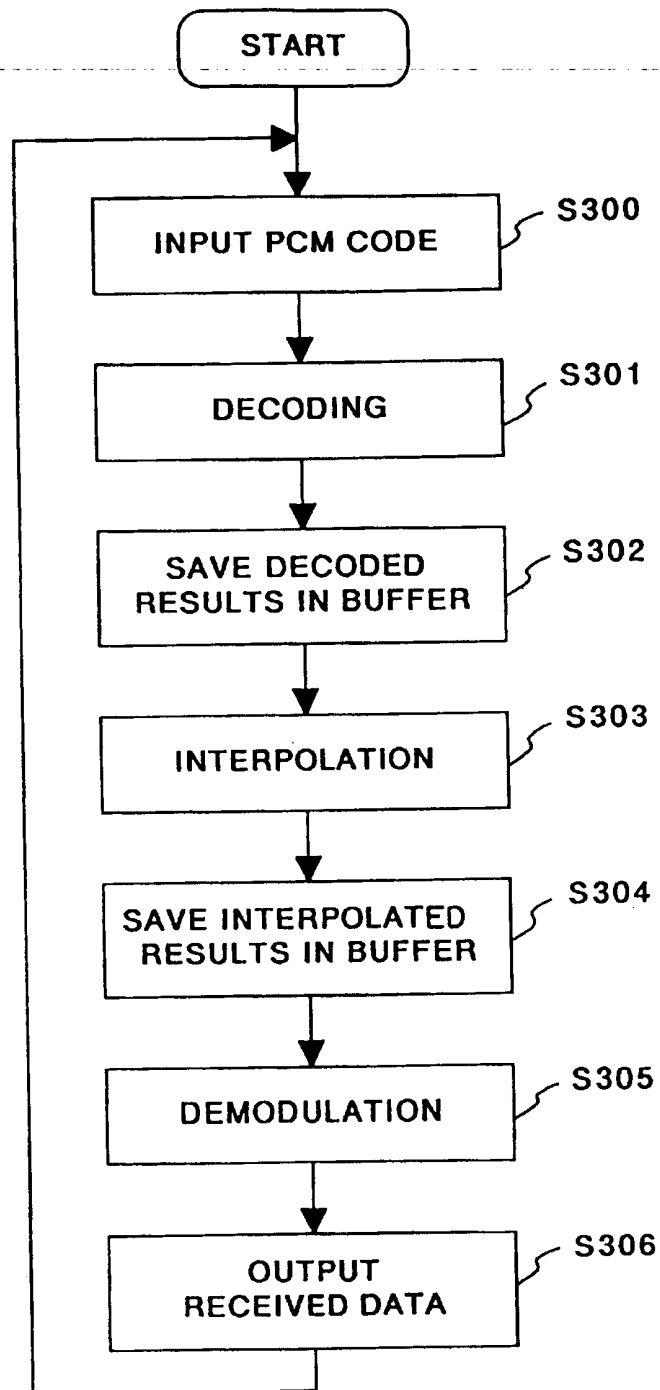 START
INPUT PCM CODE
S300
DECODING
S301
SAVE DECODED
RESULTS IN BUFFER
S302
INTERPOLATION
S303
SAVE INTERPOLATED
RESULTS IN BUFFER
S304
DEMODULATION
S305
OUTPUT
RECEIVED DATA
S306